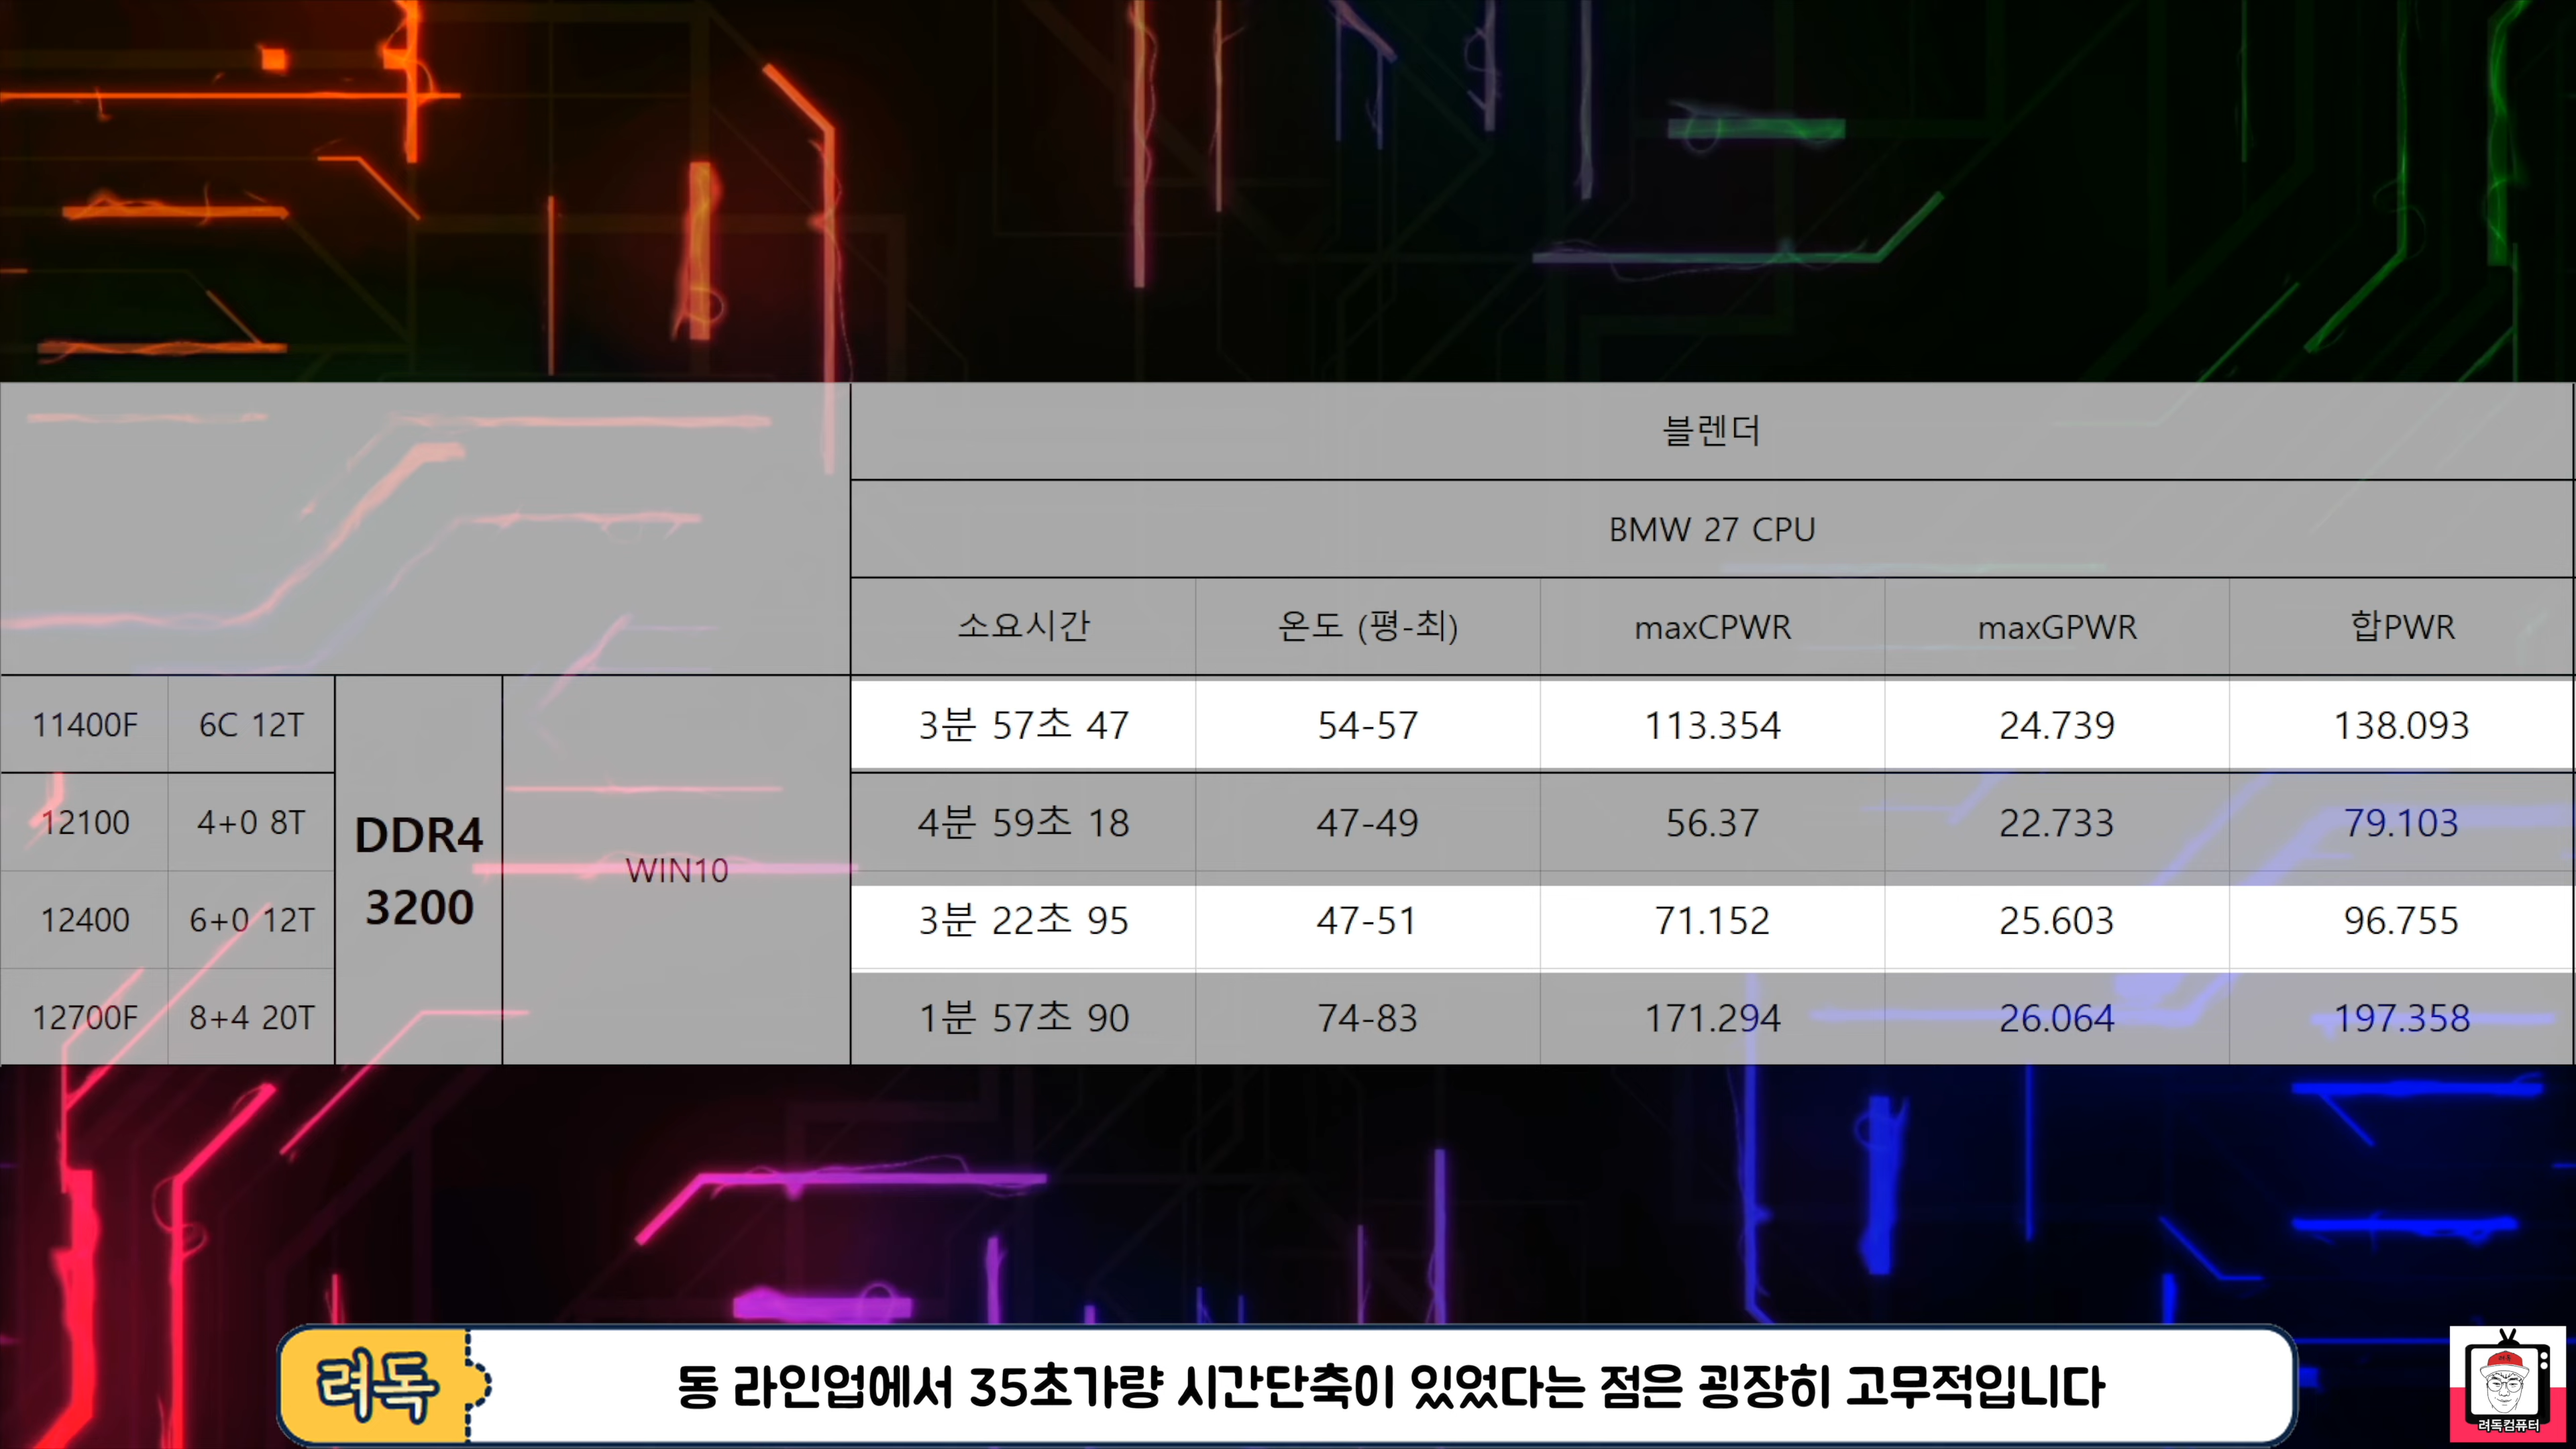 블렌더
BMW 27 CPU
소요시간 온도 (평-최) maxCPWR maxGPWR 합PWR
11400F 6C 12T 3분 57초 47 54-57 113.354 24.739 138.093
12100 4+0 8T 4분 59초 18 47-49 56.37 22.733 79.103
DDR4
3200
WIN10
12400 6+0 12T 3분 22초 95 47-51 71.152 25.603 96.755
12700F 8+4 20T 1분 57초 90 74-83 171.294 26.064 197.358
려독 동 라인업에서 35초가량 시간단축이 있었다는 점은 굉장히 고무적입니다
려독컴퓨터